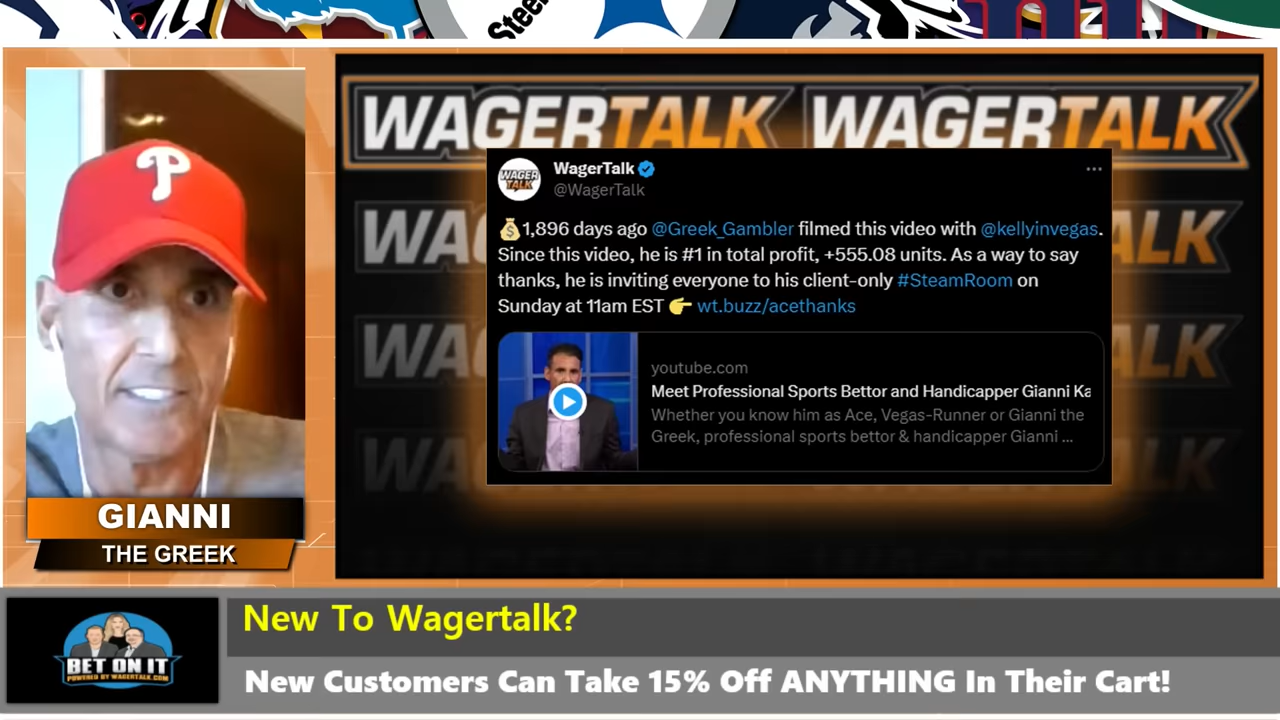 Steel
P
WAGERTALK WAGERTALK
WagerTalk
@WagerTalk
WAGER
TALK
💰1,896 days ago @Greek_Gambler filmed this video with @kellyinvegas.
Since this video, he is #1 in total profit, +555.08 units. As a way to say
thanks, he is inviting everyone to his client-only #SteamRoom on
Sunday at 11am EST 👉 wt.buzz/acethanks
youtube.com
Meet Professional Sports Bettor and Handicapper Gianni Ka
Whether you know him as Ace, Vegas-Runner or Gianni the
Greek, professional sports bettor & handicapper Gianni ...
GIANNI
THE GREEK
BET ON IT
POWERED BY WAGERTALK.COM
New To Wagertalk?
New Customers Can Take 15% Off ANYTHING In Their Cart!